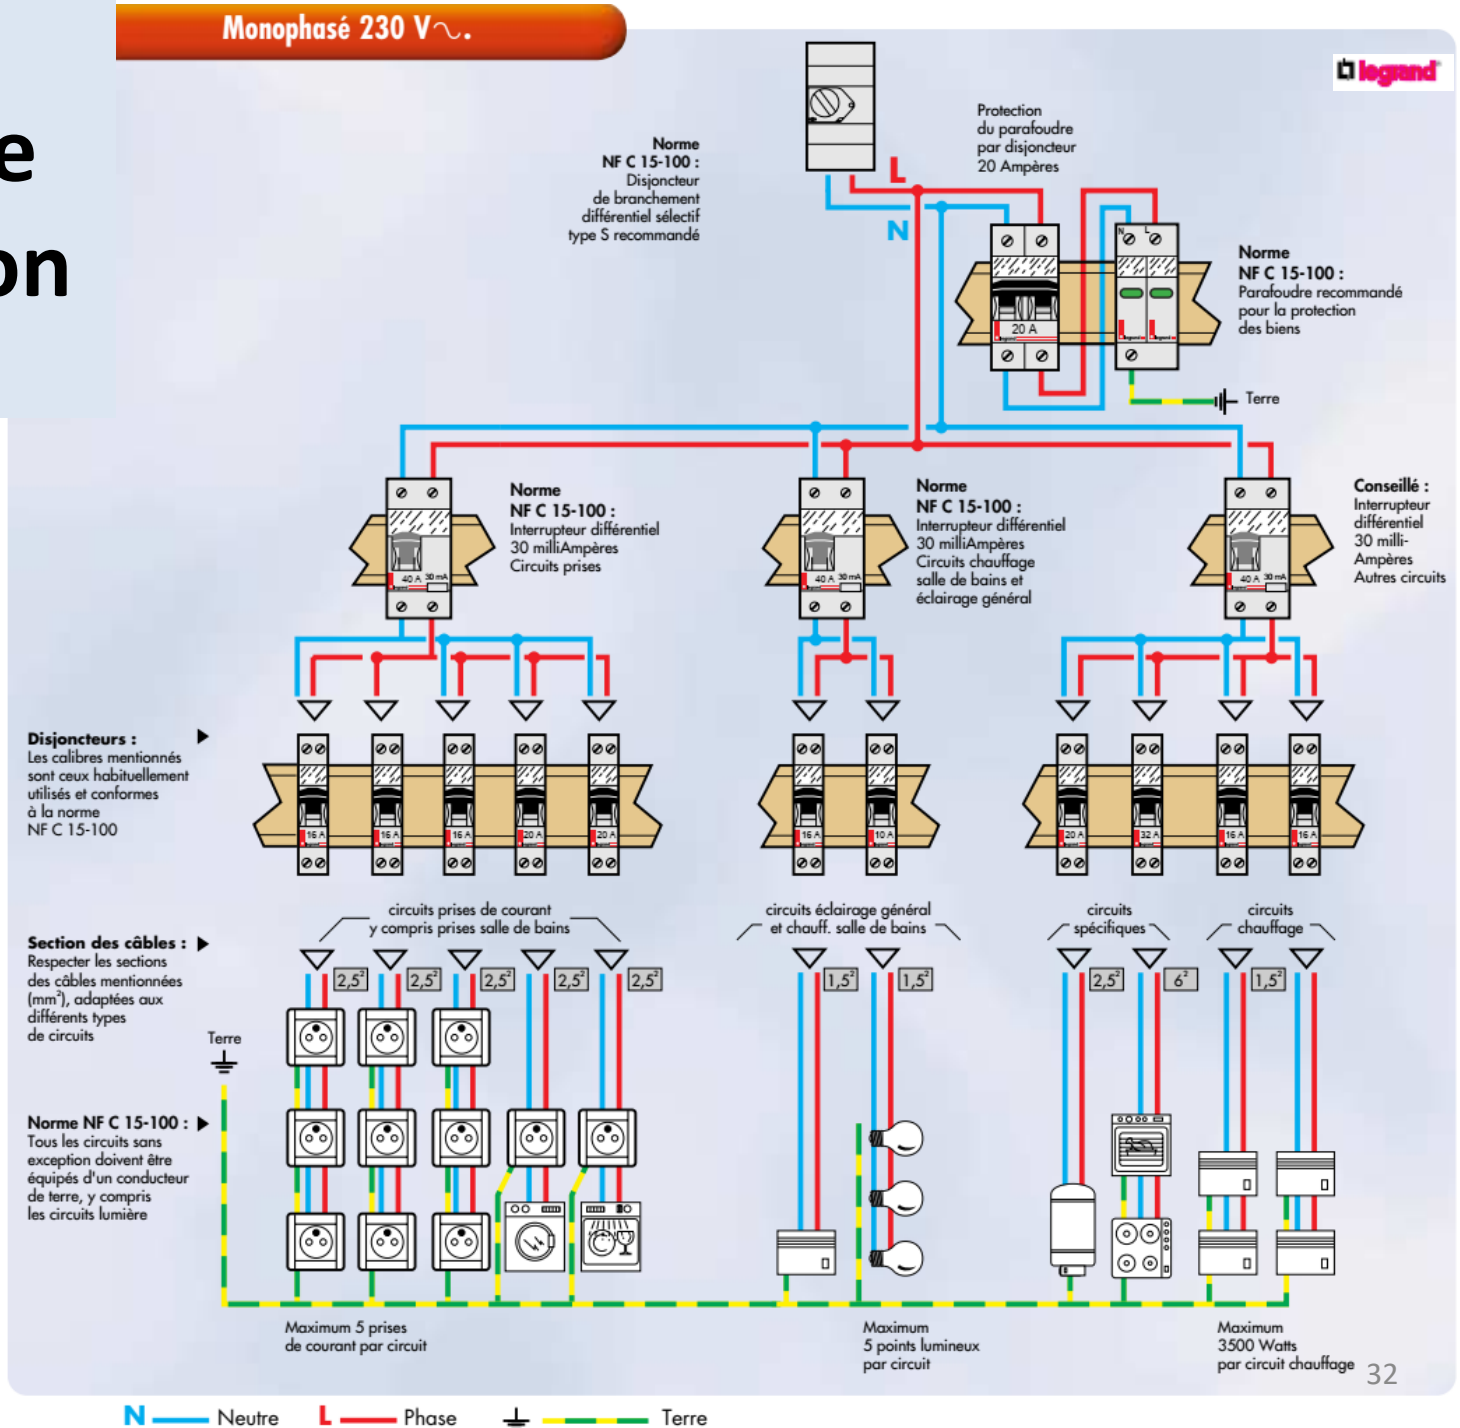 Monophasé 230 V
legrand
e
on
Protection
du parafoudre
par disjoncteur
20 Ampères
Norme
NF C 15-100 :
Disjoncteur
de branchement
différentiel sélectif
type S recommandé
L
N
N L
Norme
NF C 15-100 :
Parafoudre recommandé
pour la protection
des biens
20 A
Terre
Norme
NF C 15-100 :
Interrupteur différentiel
30 milliAmpères
Circuits prises
Norme
NF C 15-100 :
Interrupteur différentiel
30 milliAmpères
Circuits chauffage
salle de bains et
éclairage général
Conseillé :
Interrupteur
différentiel
30 milli-
Ampères
Autres circuits
40 A 30 mA
40 A 30 mA
40 A 30 mA
Disjoncteurs :
Les calibres mentionnés
sont ceux habituellement
utilisés et conformes
à la norme
NF C 15-100
16 A 16 A 16 A 20 A 20 A 16 A 10 A 20 A 32 A 16 A 16 A
circuits prises de courant
y compris prises salle de bains
circuits éclairage général
et chauff. salle de bains
circuits
spécifiques
circuits
chauffage
Section des câbles :
Respecter les sections
des câbles mentionnées
(mm²), adaptées aux
différents types
de circuits
2,5² 2,5² 2,5² 2,5² 2,5² 1,5² 1,5² 2,5² 6² 1,5²
Terre
Norme NF C 15-100 :
Tous les circuits sans
exception doivent être
équipés d'un conducteur
de terre, y compris
les circuits lumière
Maximum 5 prises
de courant par circuit
Maximum
5 points lumineux
par circuit
Maximum
3500 Watts
par circuit chauffage
32
N Neutre L Phase Terre